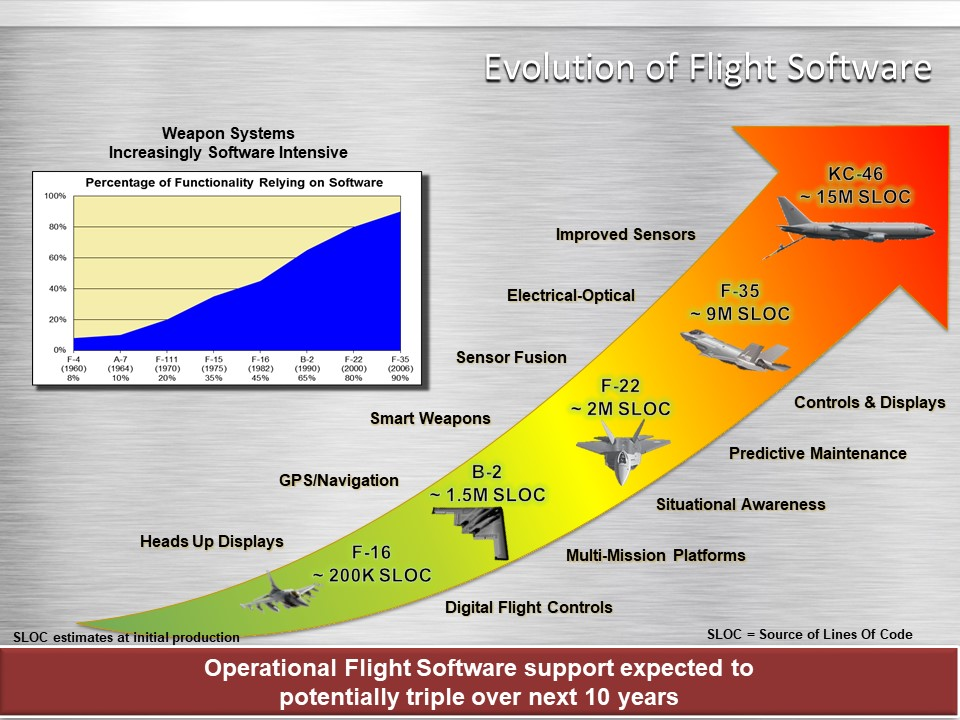 Evolution of Flight Software
Weapon Systems
Increasingly Software Intensive
Percentage of Functionality Relying on Software
100%
80%
60%
40%
20%
0%
F-4 A-7 F-111 F-15 F-16 B-2 F-22 F-35
(1960) (1964) (1970) (1975) (1982) (1990) (2000) (2006)
8% 10% 20% 35% 45% 65% 80% 90%
KC-46
~ 15M SLOC
Improved Sensors
F-35
~ 9M SLOC
Electrical-Optical
Sensor Fusion
F-22
~ 2M SLOC
Controls & Displays
Smart Weapons
Predictive Maintenance
B-2
~ 1.5M SLOC
GPS/Navigation
Situational Awareness
Heads Up Displays
F-16
~ 200K SLOC
Multi-Mission Platforms
Digital Flight Controls
SLOC estimates at initial production
SLOC = Source of Lines Of Code
Operational Flight Software support expected to
potentially triple over next 10 years